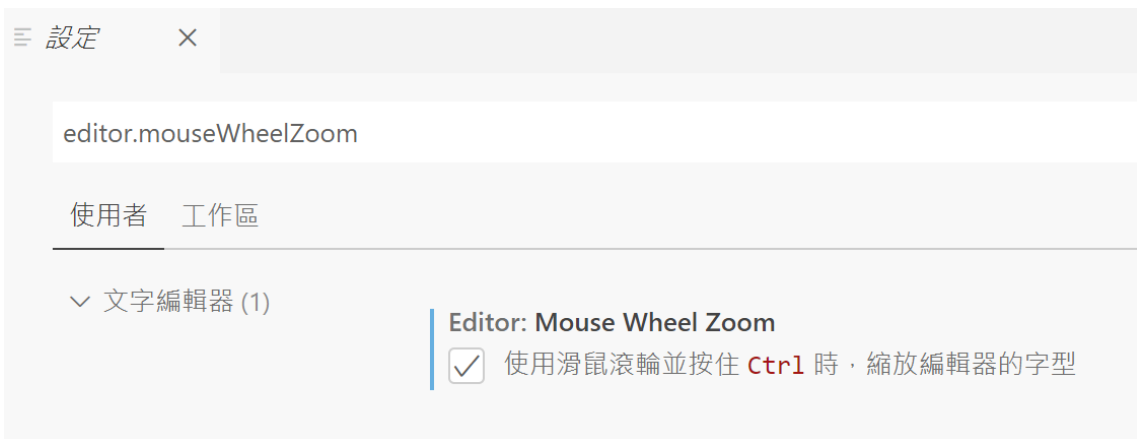 設定
editor.mouseWheelZoom
使用者 工作區
文字編輯器 (1)
Editor: Mouse Wheel Zoom
使用滑鼠滾輪並按住 Ctrl 時，縮放編輯器的字型